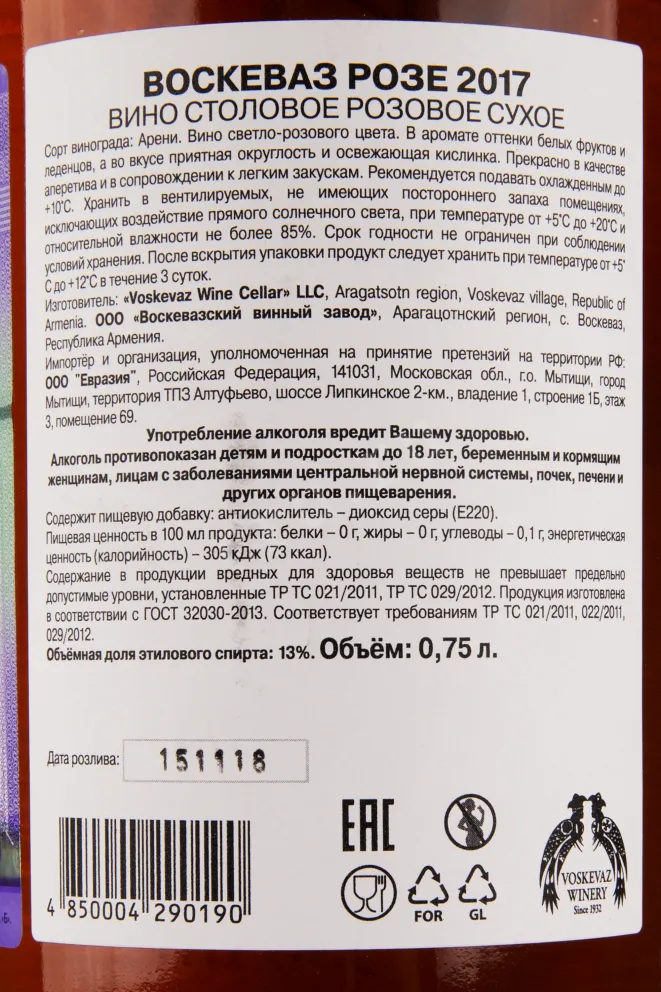 ВОСКЕВАЗ РОЗЕ 2017
ВИНО СТОЛОВОЕ РОЗОВОЕ СУХОЕ
Сорт винограда: Арени. Вино светло-розового цвета. В аромате оттенки белых фруктов и
леденцов, а во вкусе приятная округлость и освежающая кислинка. Прекрасно в качестве
аперитива и в сопровождении к легким закускам. Рекомендуется подавать охлажденным до
+10°С. Хранить в вентилируемых, не имеющих постороннего запаха помещениях,
исключающих воздействие прямого солнечного света, при температуре от +5°С до +20°С и
относительной влажности не более 85%. Срок годности не ограничен при соблюдении
условий хранения. После вскрытия упаковки продукт следует хранить при температуре от +5°
С до +12°С в течение 3 суток.
Изготовитель: «Voskevaz Wine Cellar» LLC, Aragatsotn region, Voskevaz village, Republic of
Armenia. ООО «Воскевазский винный завод», Арагацотнский регион, с. Воскеваз,
Республика Армения.
Импортёр и организация, уполномоченная на принятие претензий на территории РФ:
ООО "Евразия", Российская Федерация, 141031, Московская обл., г.о. Мытищи, город
Мытищи, территория ТПЗ Алтуфьево, шоссе Липкинское 2-км., владение 1, строение 1Б, этаж
3, помещение 69.
Употребление алкоголя вредит Вашему здоровью.
Алкоголь противопоказан детям и подросткам до 18 лет, беременным и кормящим
женщинам, лицам с заболеваниями центральной нервной системы, почек, печени и
других органов пищеварения.
Содержит пищевую добавку: антиокислитель – диоксид серы (Е220).
Пищевая ценность в 100 мл продукта: белки – 0 г, жиры – 0 г, углеводы – 0,1 г, энергетическая
ценность (калорийность) – 305 кДж (73 ккал).
Содержание в продукции вредных для здоровья веществ не превышает предельно
допустимые уровни, установленные ТР ТС 021/2011, ТР ТС 029/2012. Продукция изготовлена
в соответствии с ГОСТ 32030-2013. Соответствует требованиям ТР ТС 021/2011, 022/2011,
029/2012.
Объёмная доля этилового спирта: 13%. Объём: 0,75 л.
Дата розлива: 151118
EAC
FOR GL
VOSKEVAZ
WINERY
Since 1932
4 850004 290190